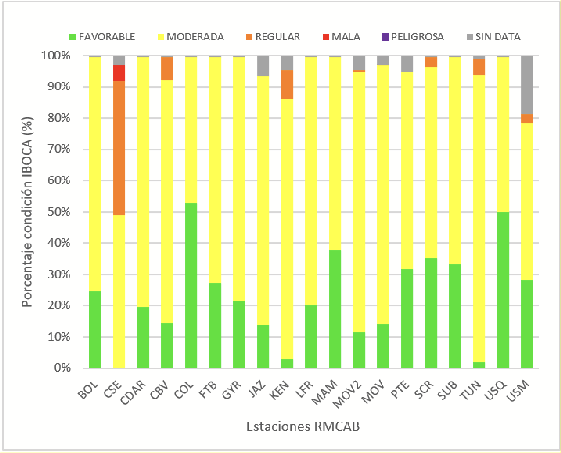 FAVORABLE MODERADA REGULAR MALA PELIGROSA SIN DATA
100%
90%
80%
70%
60%
50%
40%
30%
20%
10%
0%
Porcentaje condición IBOCA (%)
BOL CSE CDAR CBV COL FTB GYR JAZ KEN LFR MAM MOV2 MOV PTE SCR SUB TUN USQ USM
Estaciones RMCAB